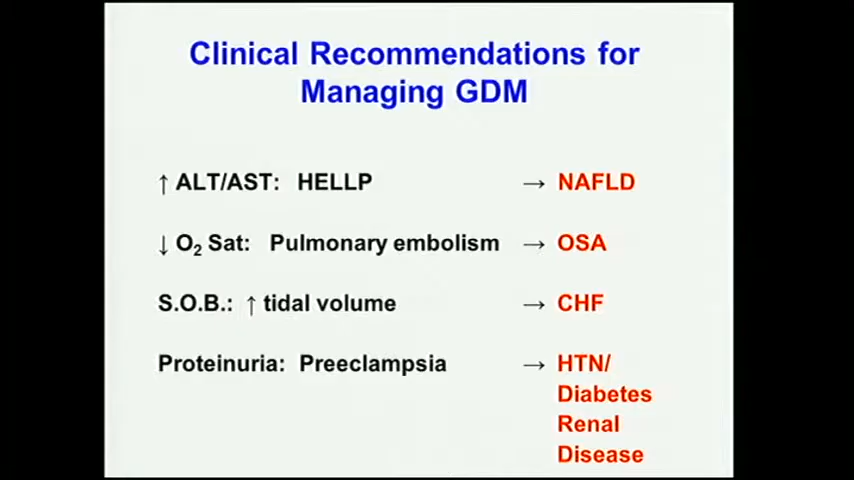 Clinical Recommendations for
Managing GDM
↑ ALT/AST: HELLP → NAFLD
↓ O₂ Sat: Pulmonary embolism → OSA
S.O.B.: ↑ tidal volume → CHF
Proteinuria: Preeclampsia → HTN/
Diabetes
Renal
Disease